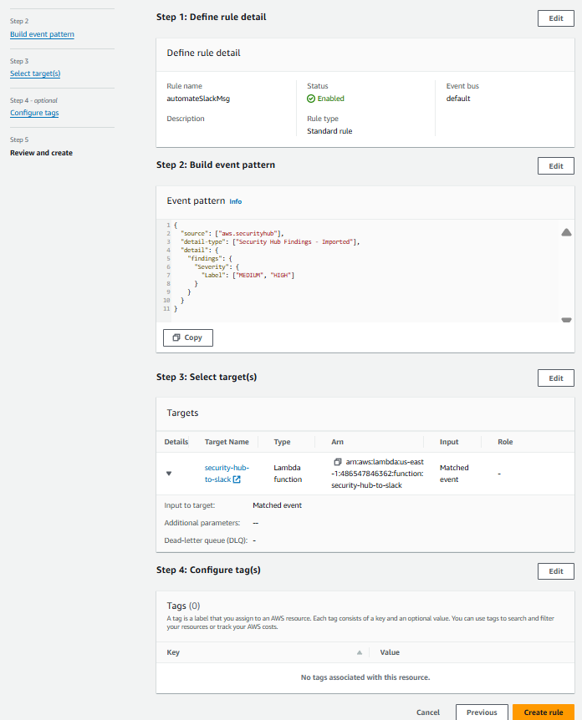 Step 2
Build event pattern
Step 3
Select target(s)
Step 4 - optional
Configure tags
Step 5
Review and create
Step 1: Define rule detail
Edit
Define rule detail
Rule name
automateSlackMsg
Status
Enabled
Event bus
default
Description
Rule type
Standard rule
Step 2: Build event pattern
Edit
Event pattern Info
1 {
2 "source": ["aws.securityhub"],
3 "detail-type": ["Security Hub Findings - Imported"],
4 "detail": {
5 "findings": {
6 "Severity": {
7 "Label": ["MEDIUM", "HIGH"]
8 }
9 }
10 }
11 }
Copy
Step 3: Select target(s)
Edit
Targets
Details Target Name Type Arn Input Role
security-hub-
to-slack
Lambda
function
arn:aws:lambda:us-east
-1:486547846362:function:
security-hub-to-slack
Matched
event
-
Input to target: Matched event
Additional parameters: --
Dead-letter queue (DLQ): -
Step 4: Configure tag(s)
Edit
Tags (0)
A tag is a label that you assign to an AWS resource. Each tag consists of a key and an optional value. You can use tags to search and filter
your resources or track your AWS costs.
Key Value
No tags associated with this resource.
Cancel Previous Create rule